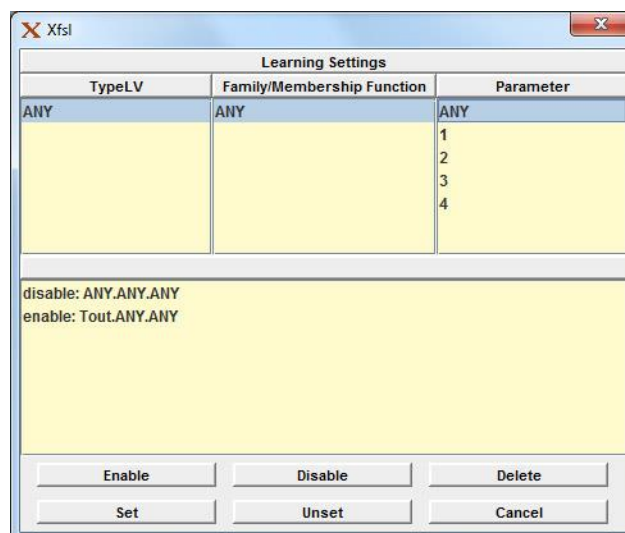 Xfsl
Learning Settings
TypeLV Family/Membership Function Parameter
ANY ANY ANY
1
2
3
4
disable: ANY.ANY.ANY
enable: Tout.ANY.ANY
Enable Disable Delete
Set Unset Cancel